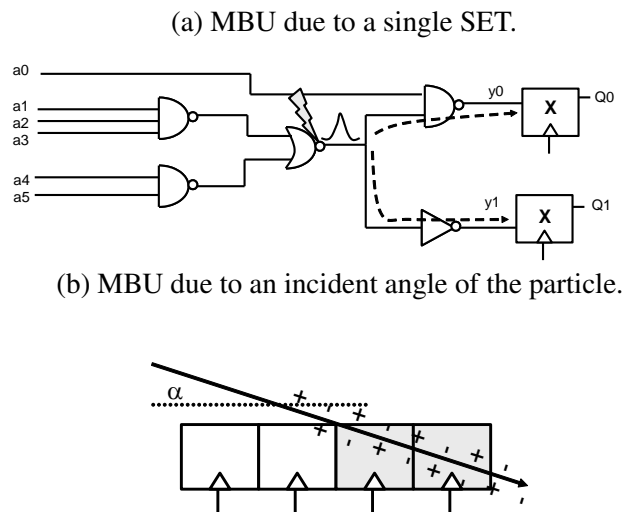 (a) MBU due to a single SET.
a0
a1
a2
a3
a4
a5
y0
X
Q0
y1
X
Q1
(b) MBU due to an incident angle of the particle.
α
+ - + - + - + - + -
- + - + - + - + -